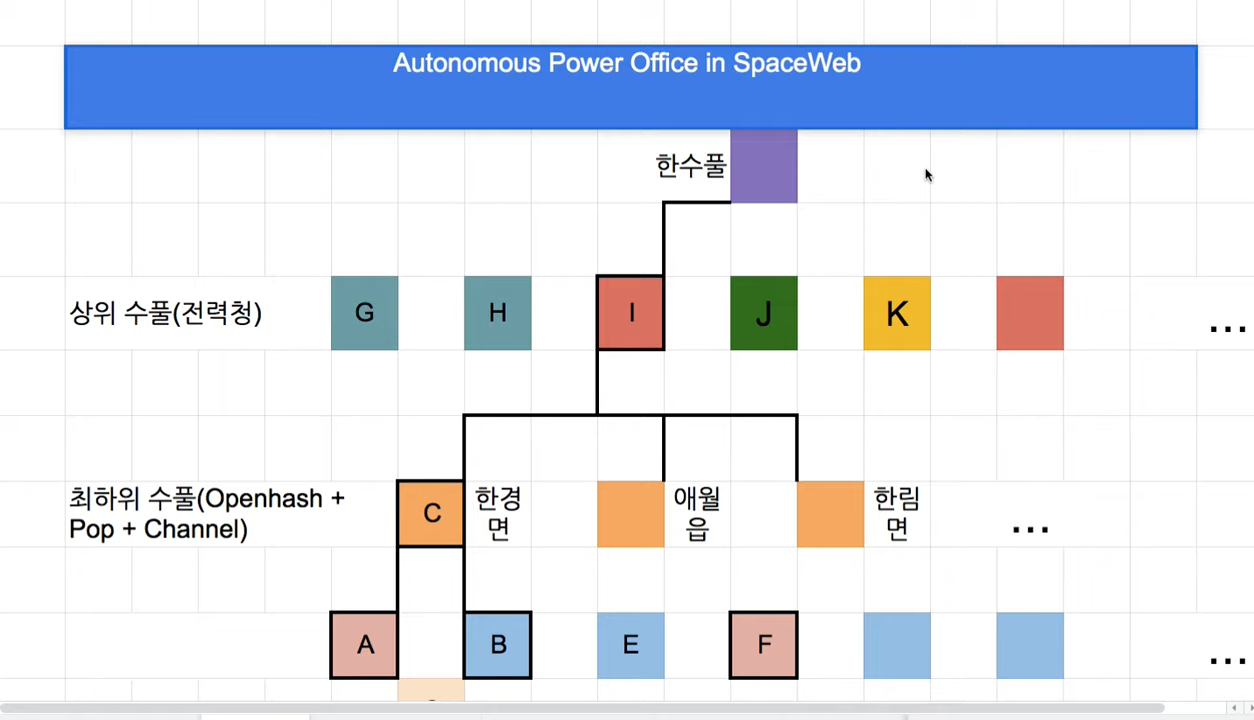 Autonomous Power Office in SpaceWeb
한수풀
상위 수풀(전력청)
G
H
I
J
K
...
최하위 수풀(Openhash +
Pop + Channel)
C
한경
면
애월
읍
한림
면
...
A
B
E
F
...